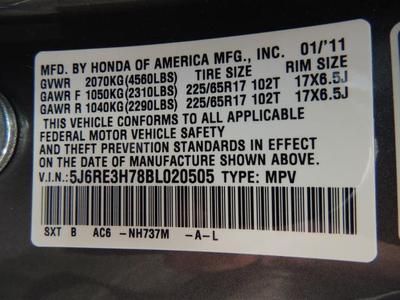 MFD. BY HONDA OF AMERICA MFG., INC. 01/'11
GVWR 2070KG(4560LBS) TIRE SIZE RIM SIZE
GAWR F 1050KG(2310LBS) 225/65R17 102T 17X6.5J
GAWR R 1040KG(2290LBS) 225/65R17 102T 17X6.5J
THIS VEHICLE CONFORMS TO ALL APPLICABLE
FEDERAL MOTOR VEHICLE SAFETY
AND THEFT PREVENTION STANDARDS IN EFFECT
ON THE DATE OF MANUFACTURE SHOWN ABOVE.
V.I.N.:5J6RE3H78BL020505 TYPE: MPV
SXT B AC6 -NH737M -A-L